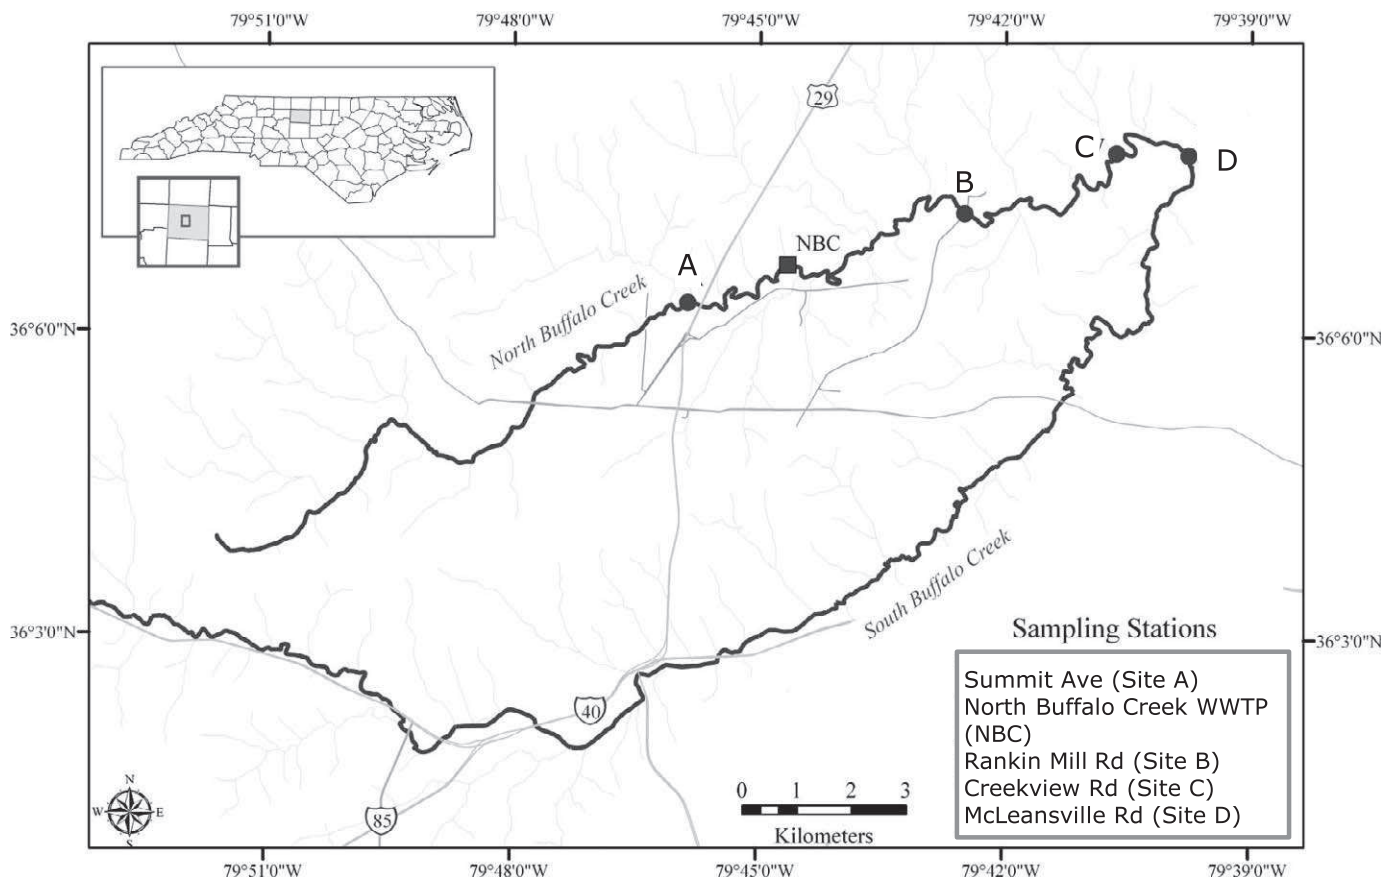 79°51'0"W 79°48'0"W 79°45'0"W 79°42'0"W 79°39'0"W
29
C
D
B
NBC
A
North Buffalo Creek
36°6'0"N
36°6'0"N
South Buffalo Creek
36°3'0"N
36°3'0"N
Sampling Stations
Summit Ave (Site A)
North Buffalo Creek WWTP
(NBC)
Rankin Mill Rd (Site B)
Creekview Rd (Site C)
McLeansville Rd (Site D)
40
85
N
W E
S
0 1 2 3
Kilometers
79°51'0"W 79°48'0"W 79°45'0"W 79°42'0"W 79°39'0"W